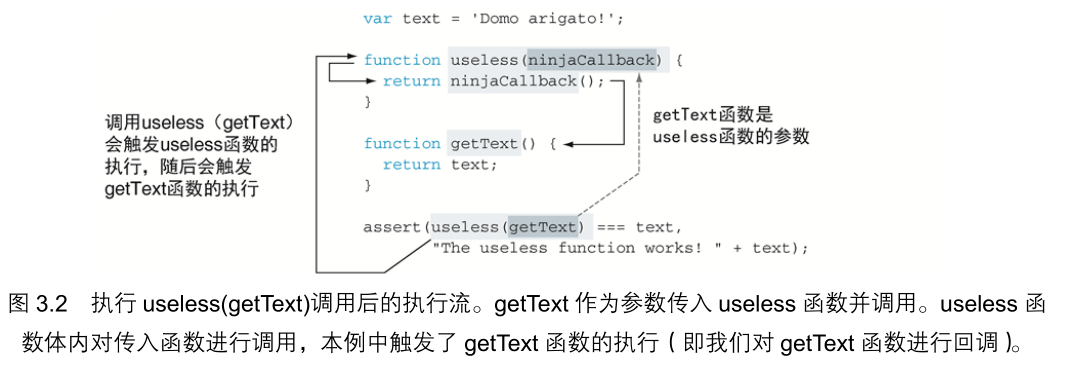 var text = 'Domo arigato!';
function useless(ninjaCallback) {
return ninjaCallback();
}
调用useless（getText）
会触发useless函数的
执行，随后会触发
getText函数的执行
getText函数是
useless函数的参数
function getText() {
return text;
}
assert(useless(getText) === text,
"The useless function works! " + text);
图 3.2 执行 useless(getText)调用后的执行流。getText 作为参数传入 useless 函数并调用。useless 函
数体内对传入函数进行调用，本例中触发了 getText 函数的执行（即我们对 getText 函数进行回调）。